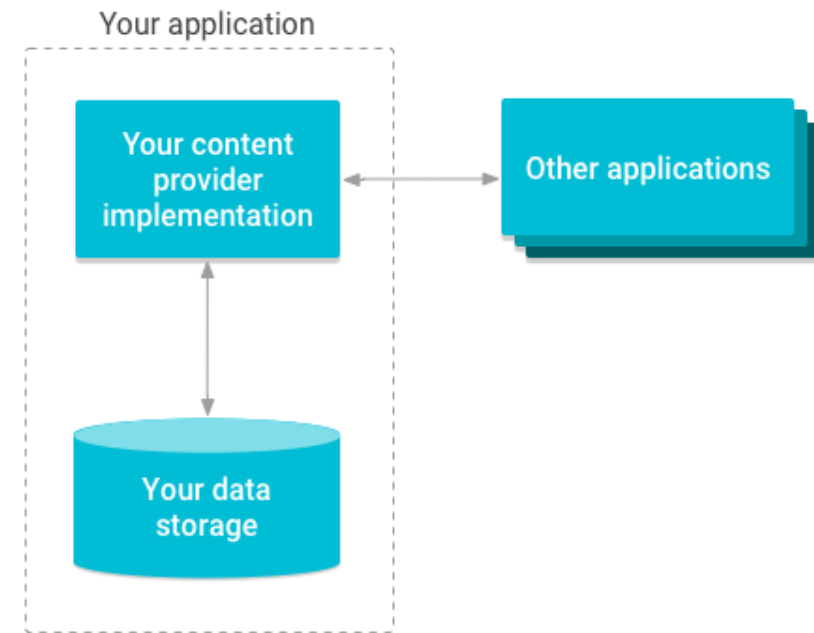 Your application
Your content
provider
implementation
Other applications
Your data
storage